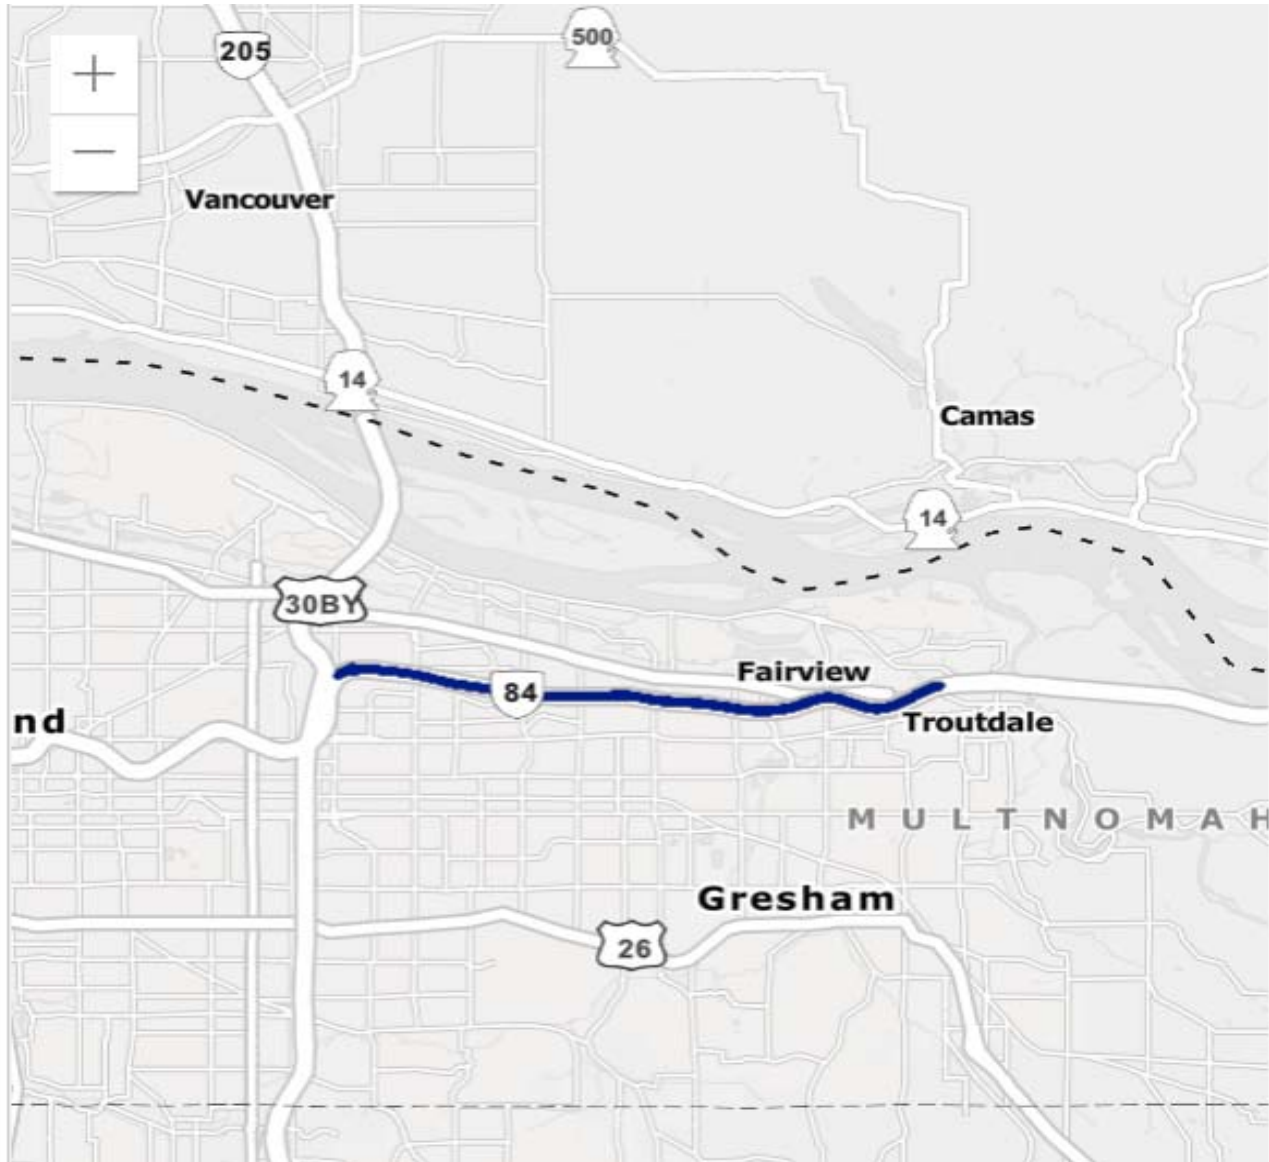 205
500
+
−
Vancouver
14
Camas
14
30BY
Fairview
84
nd
Troutdale
MULTNOMAH
Gresham
26